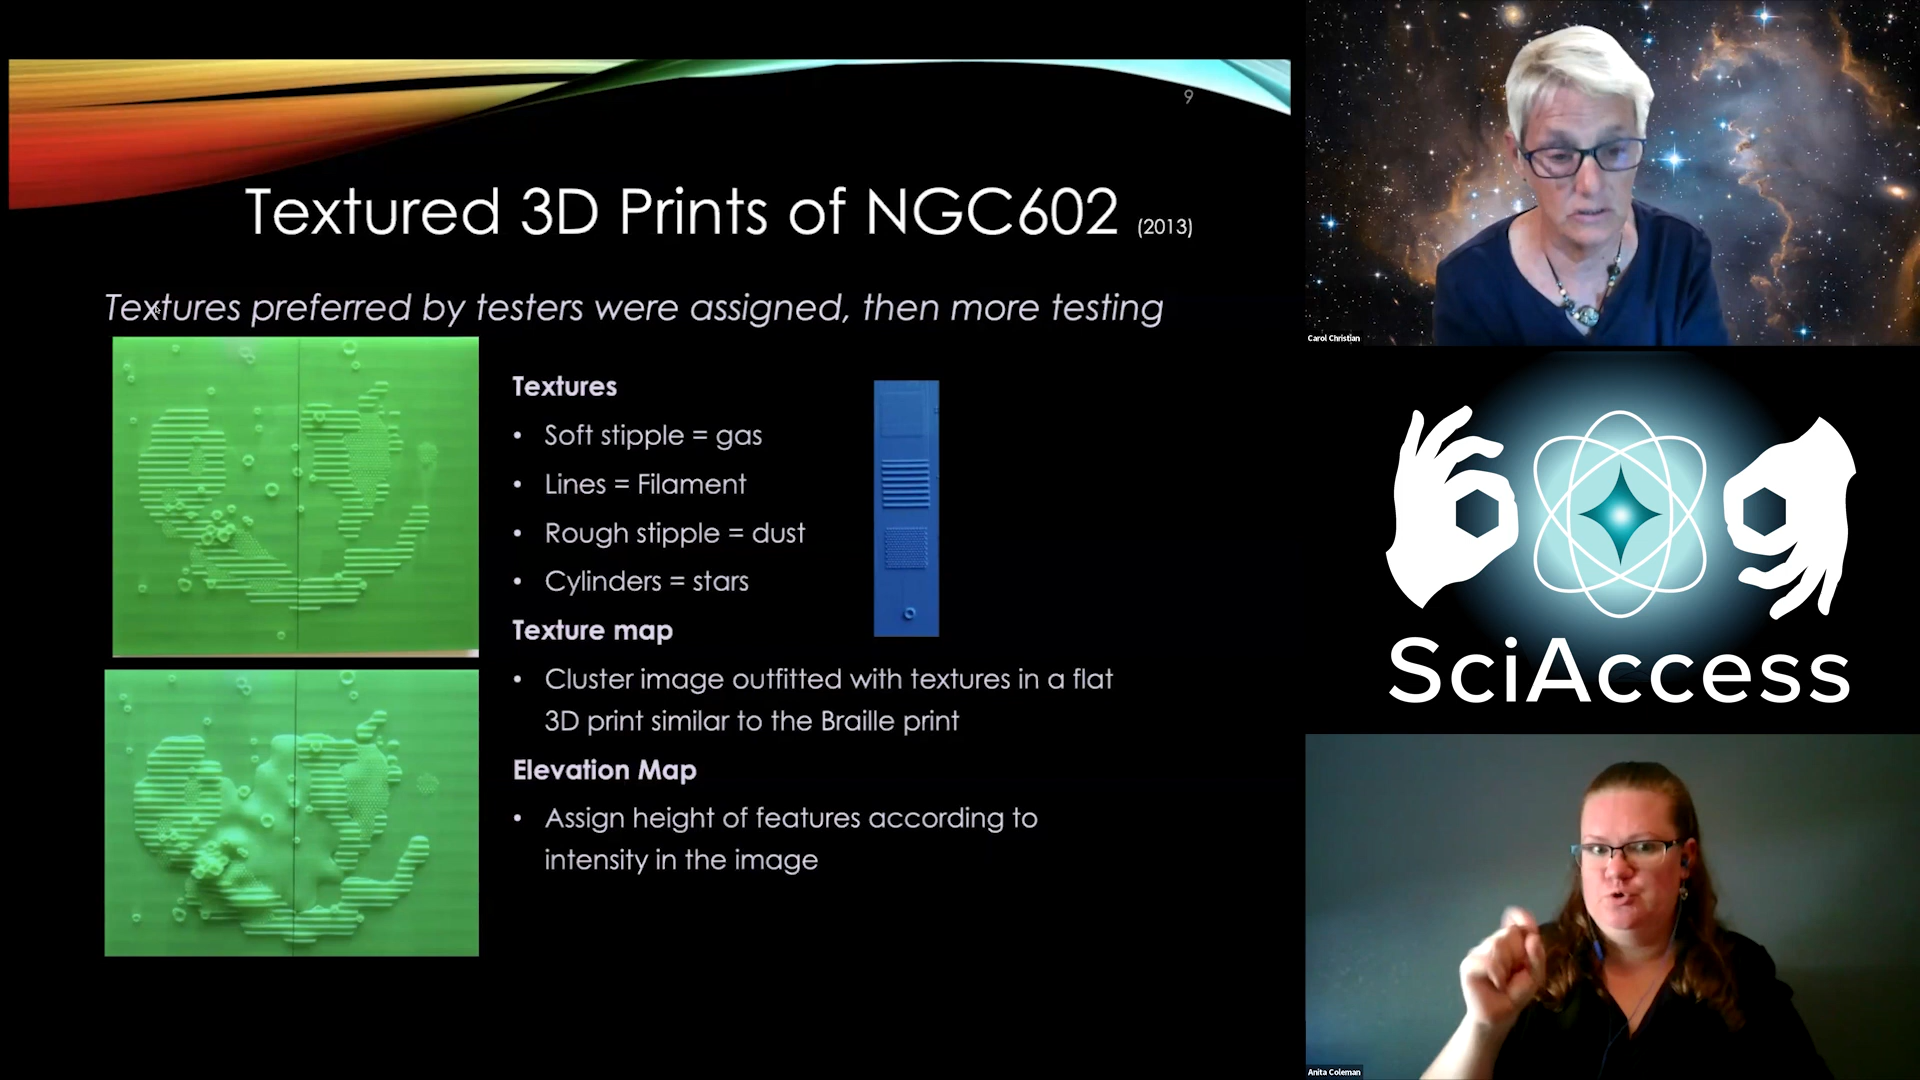 9
Textured 3D Prints of NGC602 (2013)
Textures preferred by testers were assigned, then more testing
Textures
• Soft stipple = gas
• Lines = Filament
• Rough stipple = dust
• Cylinders = stars
Texture map
• Cluster image outfitted with textures in a flat
3D print similar to the Braille print
Elevation Map
• Assign height of features according to
intensity in the image
Carol Christian
SciAccess
Anita Coleman